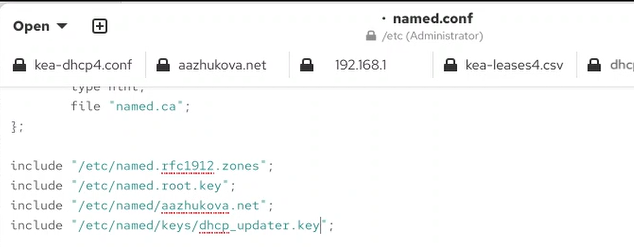 Open
• named.conf
/etc (Administrator)
kea-dhcp4.conf
aazhukova.net
192.168.1
kea-leases4.csv
dhcp
type hint;
file "named.ca";
};
include "/etc/named.rfc1912.zones";
include "/etc/named.root.key";
include "/etc/named/aazhukova.net";
include "/etc/named/keys/dhcp_updater.key";